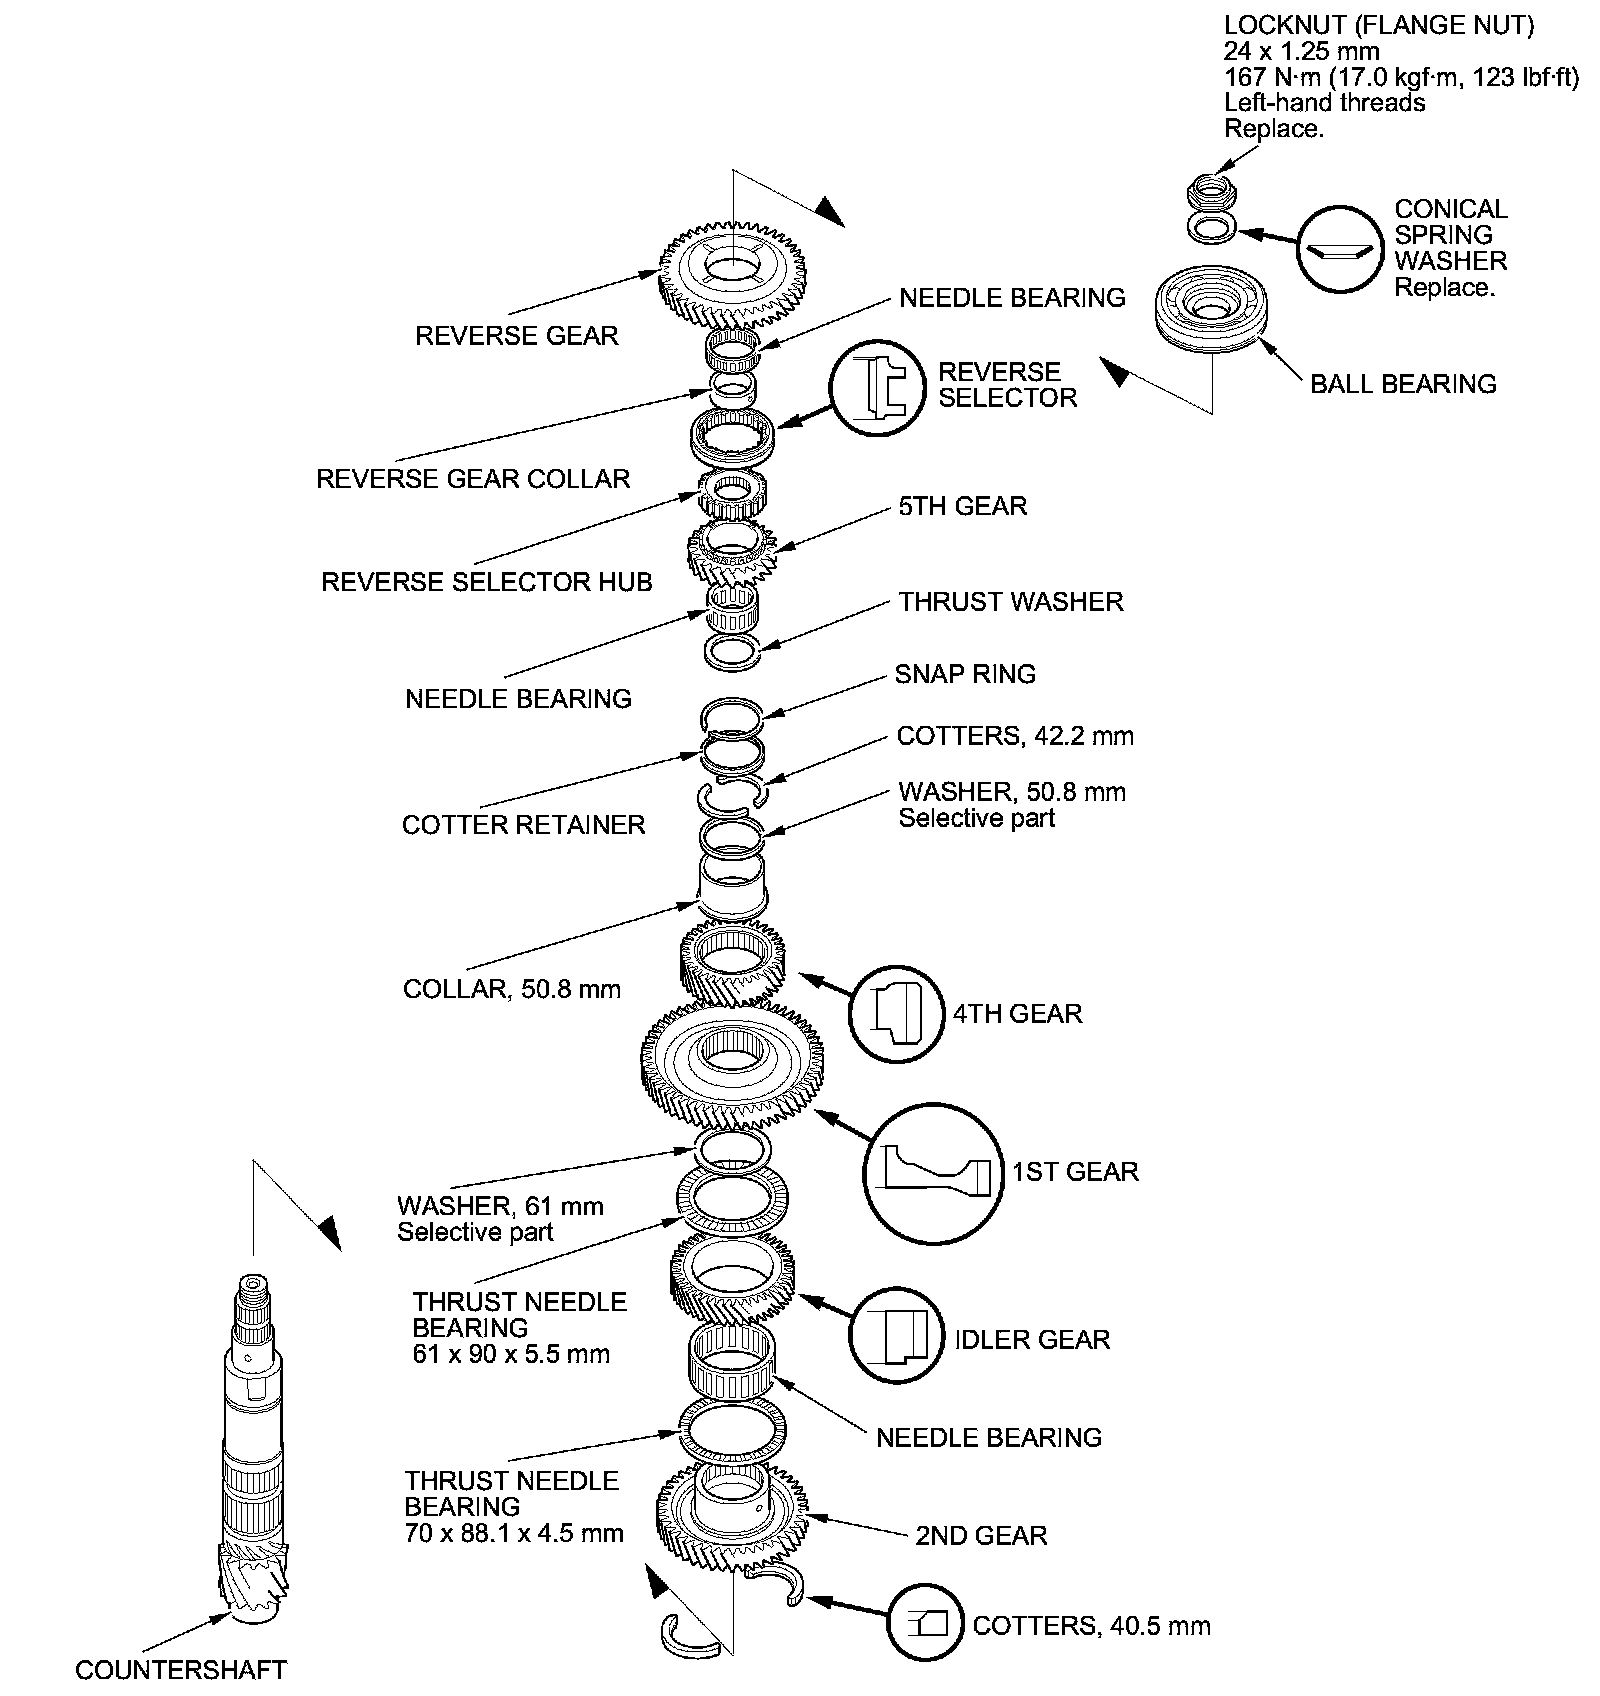 LOCKNUT (FLANGE NUT)
24 x 1.25 mm
167 N·m (17.0 kgf·m, 123 lbf·ft)
Left-hand threads
Replace.
CONICAL
SPRING
WASHER
Replace.
BALL BEARING
NEEDLE BEARING
REVERSE GEAR
REVERSE
SELECTOR
REVERSE GEAR COLLAR
5TH GEAR
REVERSE SELECTOR HUB
THRUST WASHER
NEEDLE BEARING
SNAP RING
COTTERS, 42.2 mm
WASHER, 50.8 mm
Selective part
COTTER RETAINER
COLLAR, 50.8 mm
4TH GEAR
1ST GEAR
WASHER, 61 mm
Selective part
THRUST NEEDLE
BEARING
61 x 90 x 5.5 mm
IDLER GEAR
NEEDLE BEARING
THRUST NEEDLE
BEARING
70 x 88.1 x 4.5 mm
2ND GEAR
COTTERS, 40.5 mm
COUNTERSHAFT